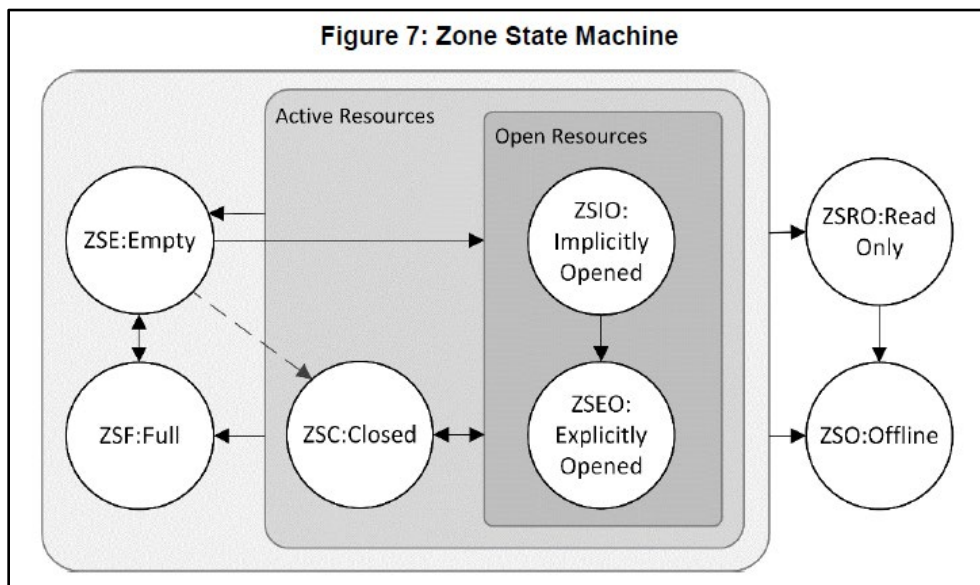 Figure 7: Zone State Machine
Active Resources
Open Resources
ZSE:Empty
ZSIO:
Implicitly
Opened
ZSRO:Read
Only
ZSF:Full
ZSC:Closed
ZSEO:
Explicitly
Opened
ZSO:Offline